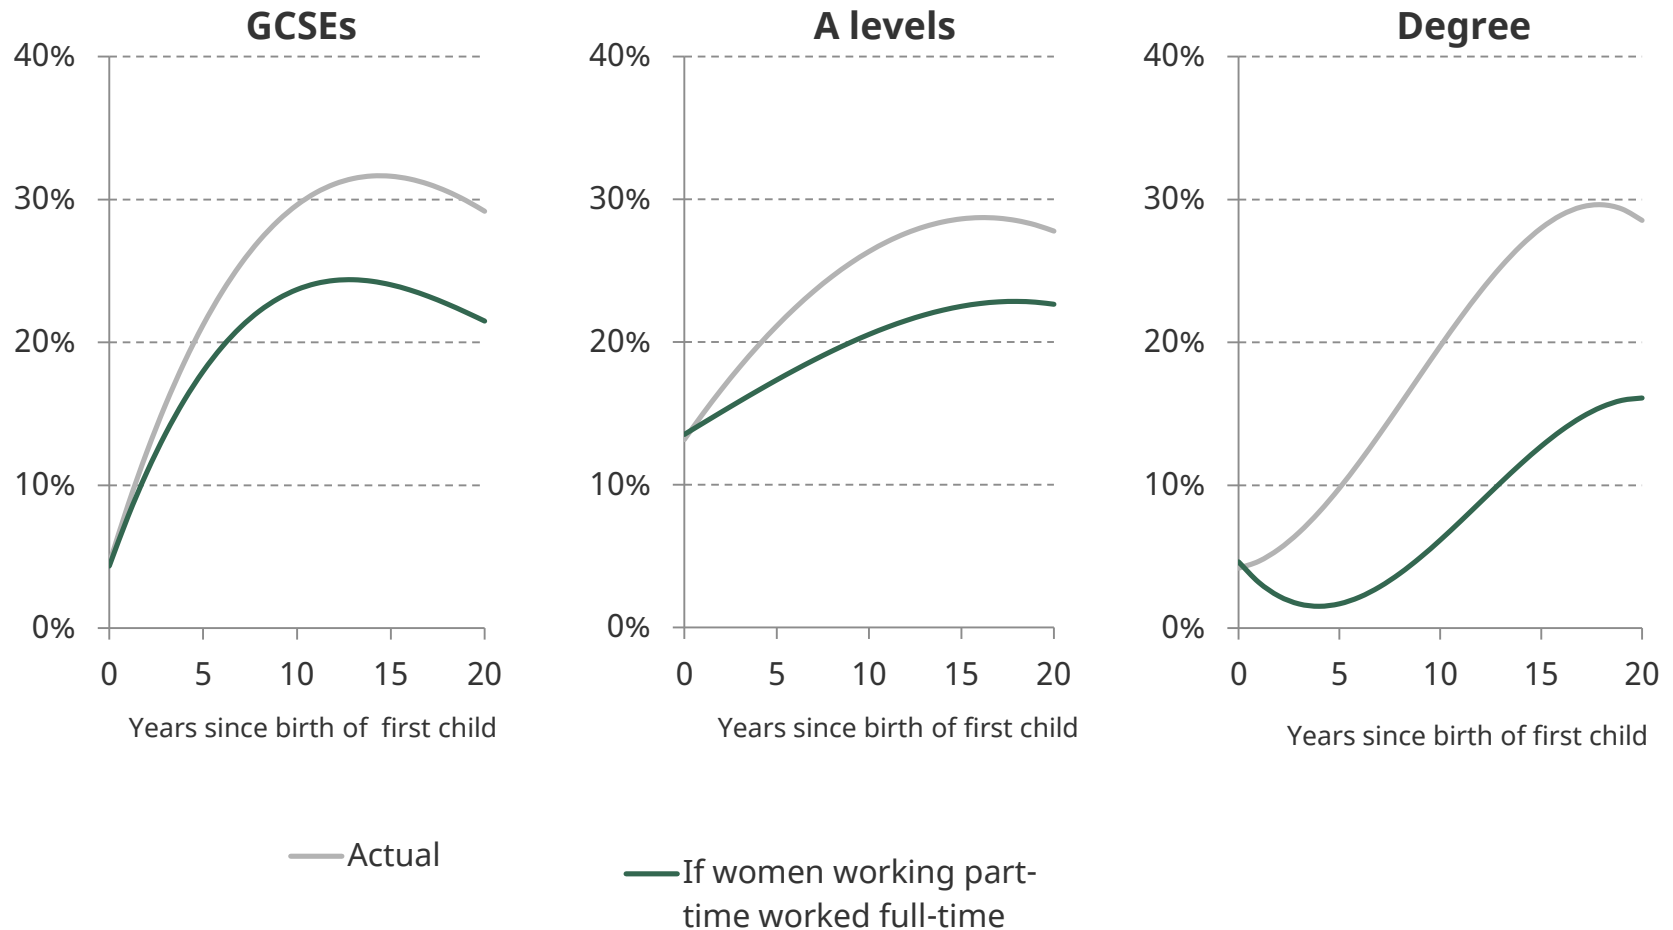 GCSEs
40%
30%
20%
10%
0%
0 5 10 15 20
Years since birth of  first child
A levels
40%
30%
20%
10%
0%
0 5 10 15 20
Years since birth of first child
Degree
40%
30%
20%
10%
0%
0 5 10 15 20
Years since birth of first child
Actual
If women working part-
time worked full-time